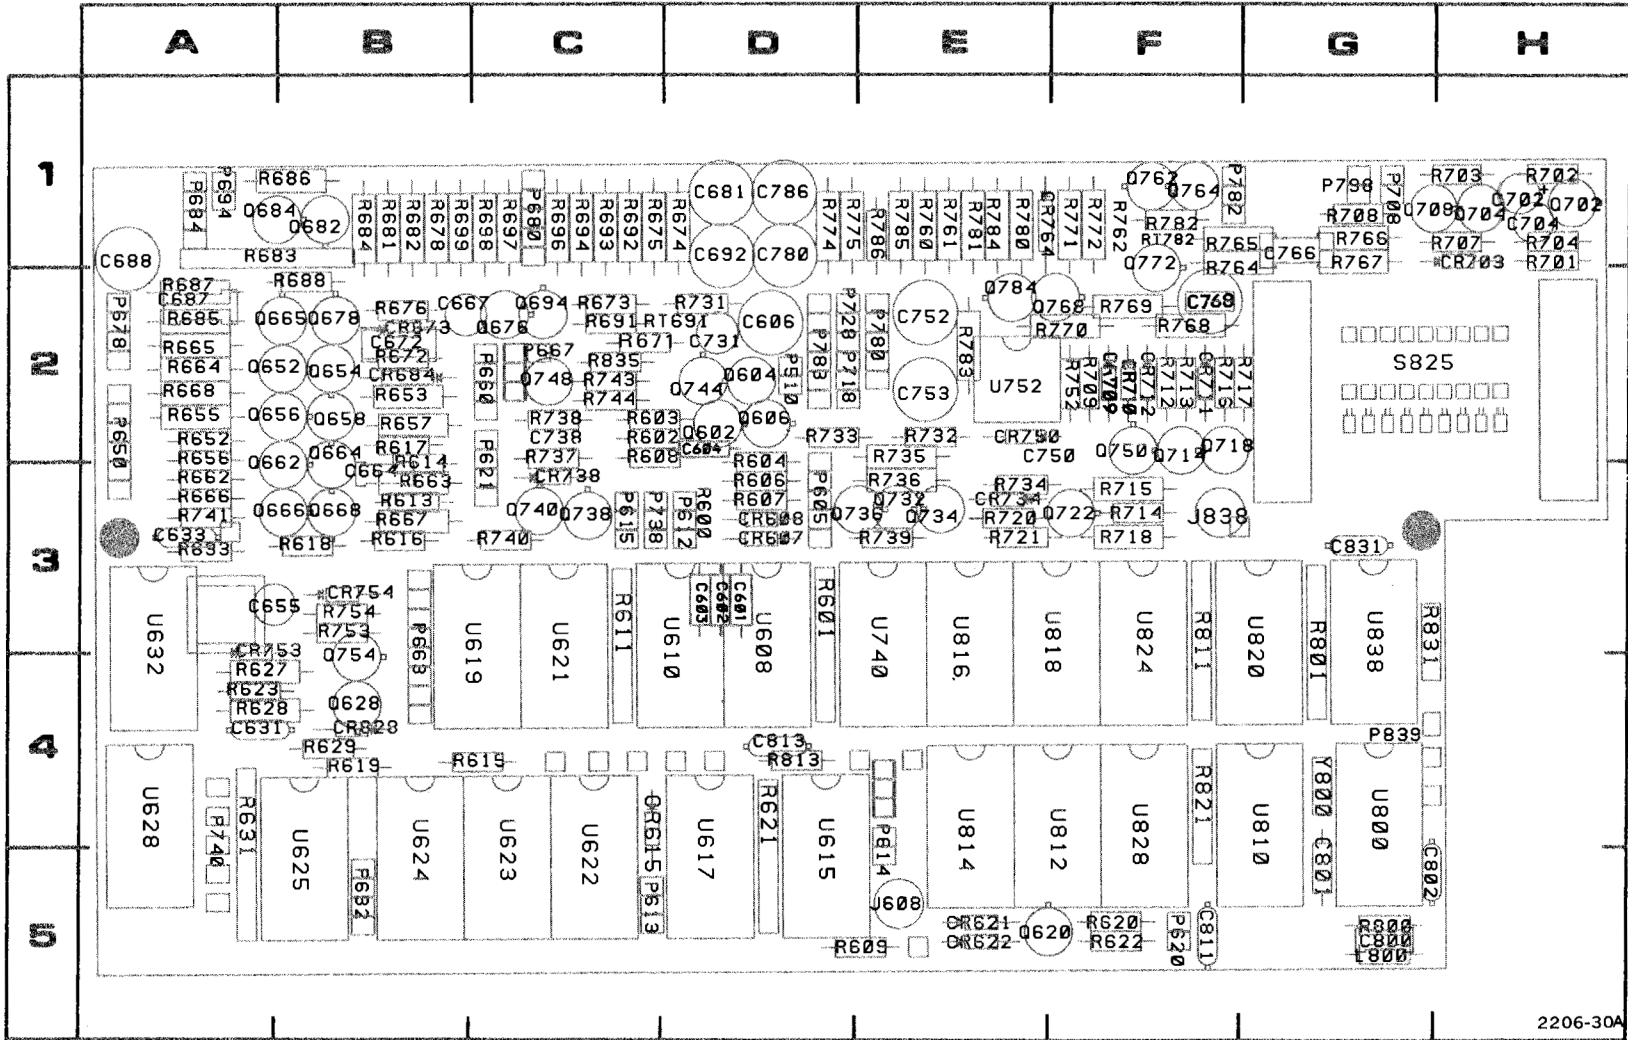 A B C D E F G H
1
P684 P694 R686 Q684 Q682 R684 R681 R682 R678 R699 R698 R697 P680 R696 R694 R693 R692 R675 R674 C681 C786 R774 R775 R786 R785 R760 R761 R781 R784 R780 CR764 R771 R772 R762 Q762 Q764 P782 P798 P708 R703 R702
R782 R708 C708 Q704 C702 Q702 C704
C688 R683 C692 C780 RT782 R765 C766 R766 R707 R704
Q772 R764 R767 CR703 R701
2
R687 R688
C687 P678 R676 C667 Q694 R673 R731 P728 Q784 Q768 R769 C768
R685 Q665 Q678 CR673 Q676 R691 RT691 C606 C752 R770 R768
R665 C672 R672 P667 R671 C731 P788 P780 R783
R664 Q652 Q654 CR684 P660 Q748 R835 R743 Q744 Q604 P510 P718 C753 U752 R752 R709 CR709 CR710 CR712 R712 R713 CR711 R716 R717 S825
R668 R653 R744
R655 P650 Q656 Q658 R657 R738 R603 Q602 Q606
R652 R617 C738 R602 R733 R732 CR750 Q750 Q714 Q718
R656 Q662 Q664 C664 R614 P621 R737 R608 C604 R604 R735 C750
3
R662 R663 CR738 R606 P605 R736 R734
R666 Q666 Q668 R613 Q740 Q738 P615 P738 P612 R600 R607 Q736 Q732 Q734 CR734 Q722 R715
R741 R667 CR608 R720 R714 J838
C633 R693 R618 R616 R740 CR607 R739 R721 R718 C831
U632 C655 CR754 R754 R753 P663 U619 U621 R611 U610 C603 C602 C601 U608 R601 U740 U816 U818 U824 R811 U820 R801 U838 R831
CR753 Q754
4
R627
R623
R628 Q628
C631 CR828 P839
R629 C813
R619 R615 R813
U628 P740 R631 U625 U624 U623 U622 CR615 U617 R621 U615 P814 U814 U812 U828 R821 U810 Y800 C801 U800 C802
5
P682 P613 J608 CR621 R620 P620 C811 R800
CR622 Q620 R622 C800
R609 L800
2206-30A